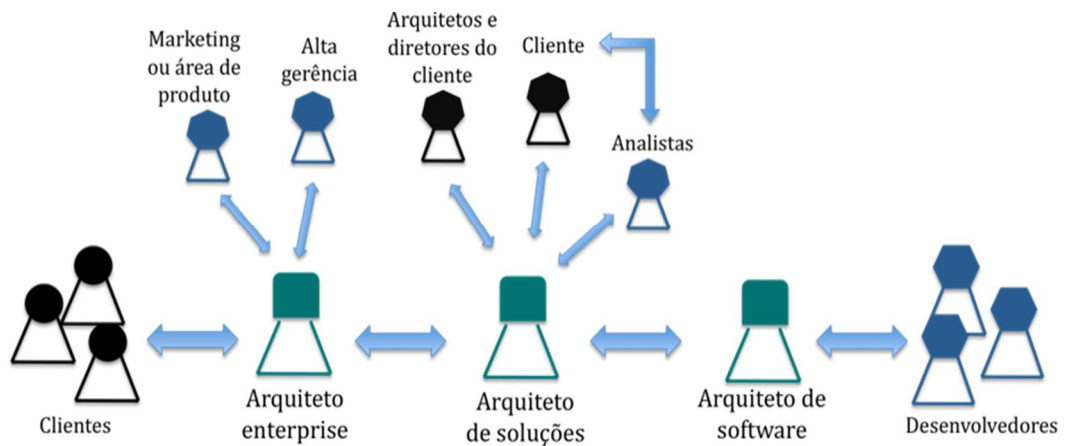 Marketing
ou área de
produto
Alta
gerência
Arquitetos e
diretores do
cliente
Cliente
Analistas
Clientes
Arquiteto
enterprise
Arquiteto
de soluções
Arquiteto de
software
Desenvolvedores